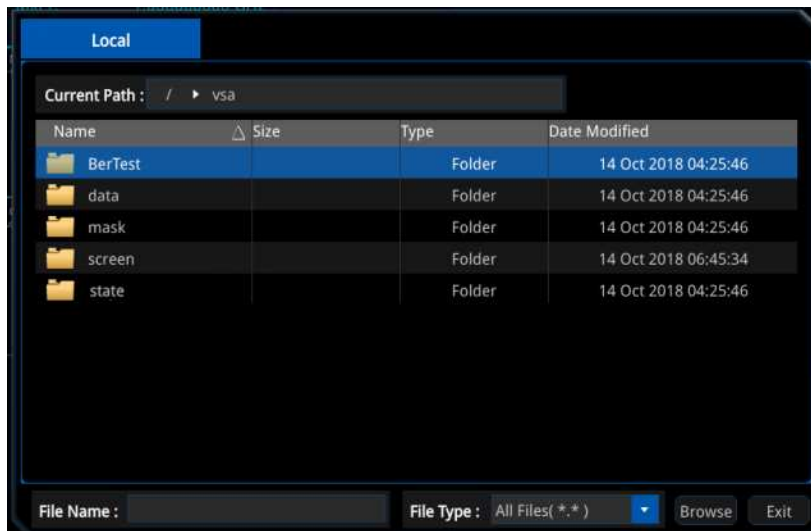 Local
Current Path : / vsa
Name Size Type Date Modified
BerTest Folder 14 Oct 2018 04:25:46
data Folder 14 Oct 2018 04:25:46
mask Folder 14 Oct 2018 04:25:46
screen Folder 14 Oct 2018 06:45:34
state Folder 14 Oct 2018 04:25:46
File Name : File Type : All Files( *.* ) Browse Exit